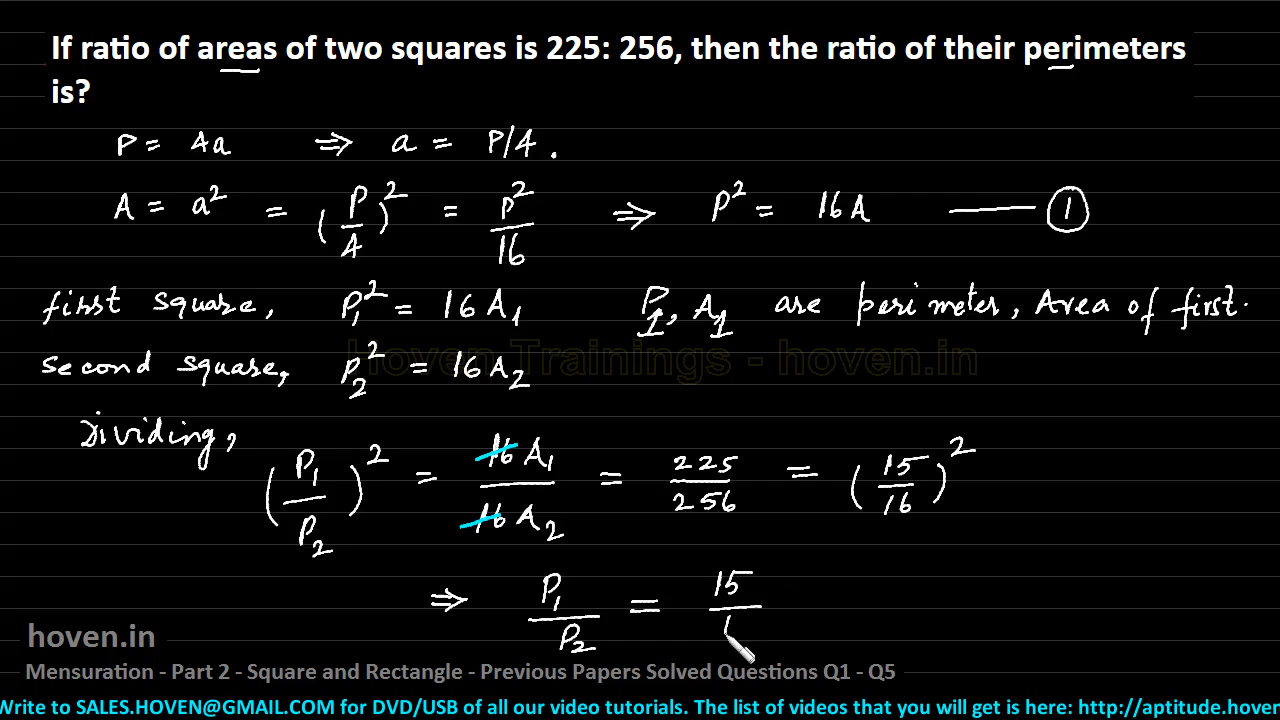 If ratio of areas of two squares is 225: 256, then the ratio of their perimeters
is?
P = 4a ⇒ a = P/4.
A = a² = (P/4)² = P²/16 ⇒ P² = 16A —— ①
first square, P₁² = 16A₁ P₁, A₁ are perimeter, Area of first.
Hoven Trainings - hoven.in
second square, P₂² = 16A₂
Dividing,
(P₁/P₂)² = 16A₁/16A₂ = 225/256 = (15/16)²
⇒ P₁/P₂ = 15/1
hoven.in
Mensuration - Part 2 - Square and Rectangle - Previous Papers Solved Questions Q1 - Q5
Write to SALES.HOVEN@GMAIL.COM for DVD/USB of all our video tutorials. The list of videos that you will get is here: http://aptitude.hoven